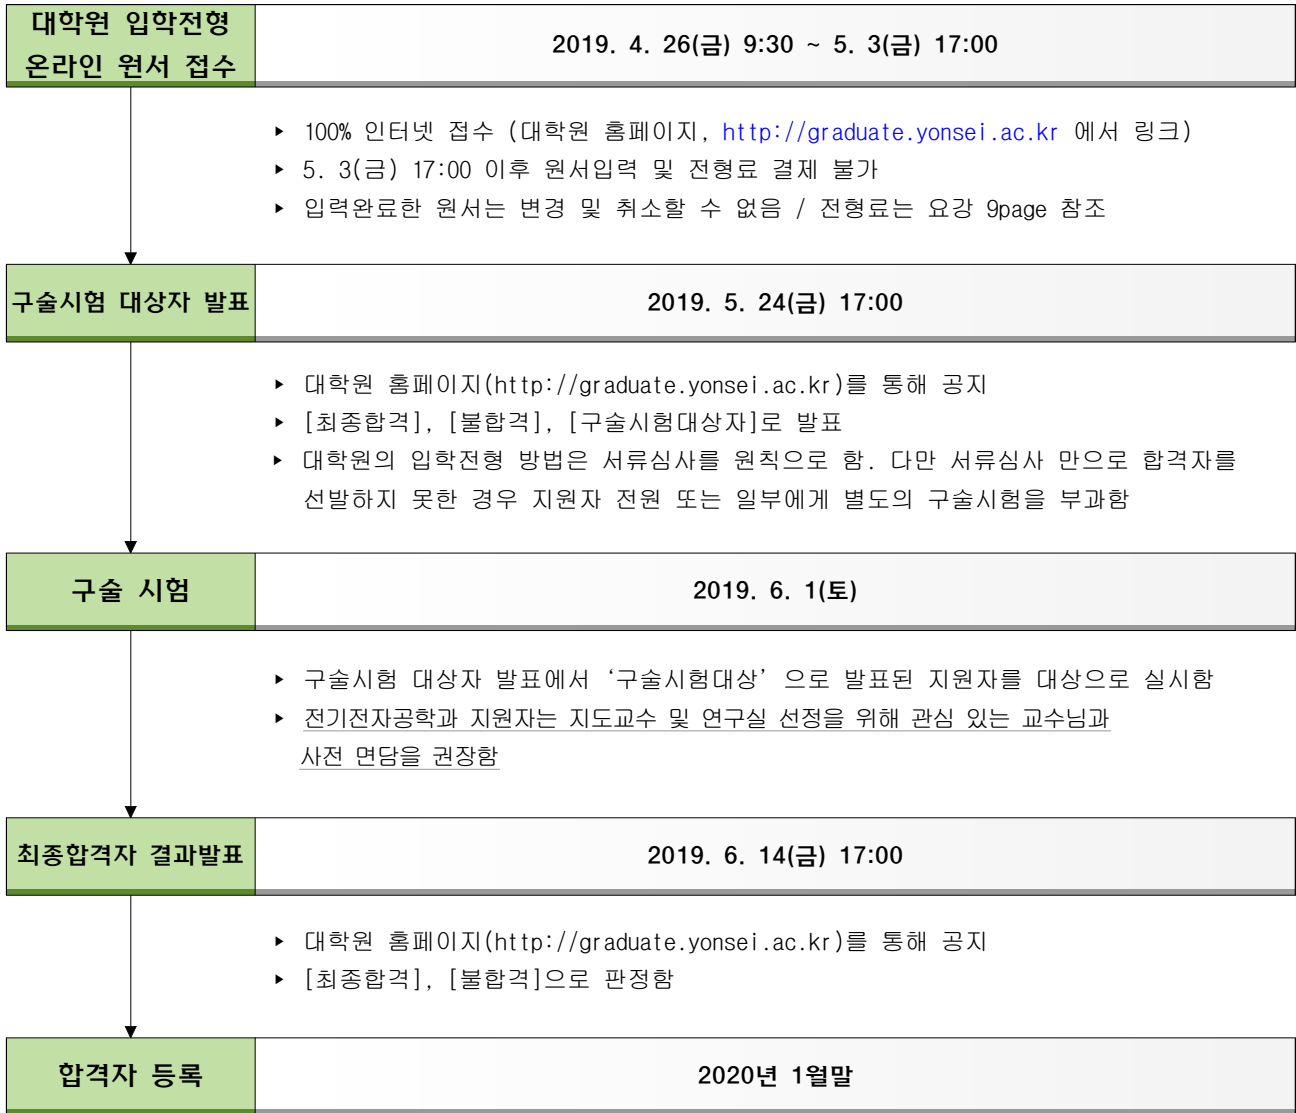 대학원 입학전형
온라인 원서 접수
2019. 4. 26(금) 9:30 ~ 5. 3(금) 17:00
▶ 100% 인터넷 접수 (대학원 홈페이지, http://graduate.yonsei.ac.kr 에서 링크)
▶ 5. 3(금) 17:00 이후 원서입력 및 전형료 결제 불가
▶ 입력완료한 원서는 변경 및 취소할 수 없음 / 전형료는 요강 9page 참조
구술시험 대상자 발표
2019. 5. 24(금) 17:00
▶ 대학원 홈페이지(http://graduate.yonsei.ac.kr)를 통해 공지
▶ [최종합격], [불합격], [구술시험대상자]로 발표
▶ 대학원의 입학전형 방법은 서류심사를 원칙으로 함. 다만 서류심사 만으로 합격자를
선발하지 못한 경우 지원자 전원 또는 일부에게 별도의 구술시험을 부과함
구술 시험
2019. 6. 1(토)
▶ 구술시험 대상자 발표에서 ‘구술시험대상’으로 발표된 지원자를 대상으로 실시함
▶ 전기전자공학과 지원자는 지도교수 및 연구실 선정을 위해 관심 있는 교수님과
사전 면담을 권장함
최종합격자 결과발표
2019. 6. 14(금) 17:00
▶ 대학원 홈페이지(http://graduate.yonsei.ac.kr)를 통해 공지
▶ [최종합격], [불합격]으로 판정함
합격자 등록
2020년 1월말